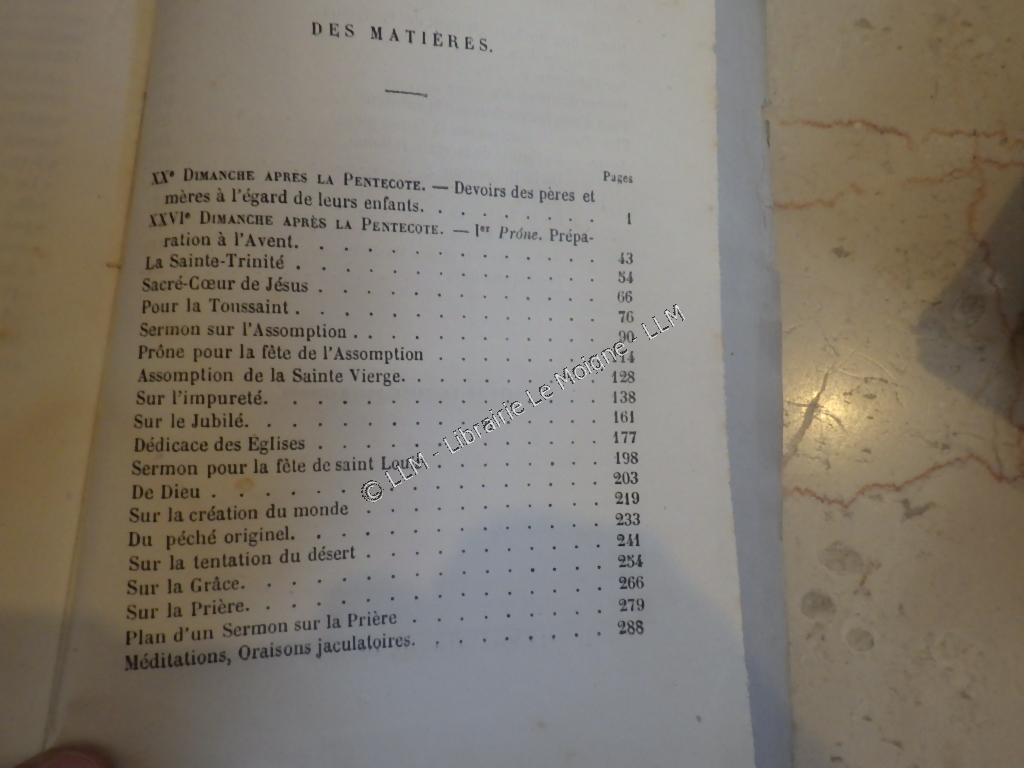 DES MATIÈRES.
Pages
XXe DIMANCHE APRÈS LA PENTECOTE. — Devoirs des pères et
mères à l'égard de leurs enfants. . . . . . . . . 1
XXVIe DIMANCHE APRÈS LA PENTECOTE. — Ier Prône. Prépa-
ration à l'Avent. . . . . . . . . . . . . . 43
La Sainte-Trinité . . . . . . . . . . . . . . 54
Sacré-Cœur de Jésus . . . . . . . . . . . . . 66
Pour la Toussaint . . . . . . . . . . . . . . 76
Sermon sur l'Assomption . . . . . . . . . . . . 90
Prône pour la fête de l'Assomption . . . . . . . . 114
Assomption de la Sainte Vierge. . . . . . . . . . 128
Sur l'impureté. . . . . . . . . . . . . . . 138
Sur le Jubilé. . . . . . . . . . . . . . . . 161
Dédicace des Églises . . . . . . . . . . . . . 177
Sermon pour la fête de saint Louis . . . . . . . . 198
De Dieu . . . . . . . . . . . . . . . . . 203
Sur la création du monde . . . . . . . . . . . 219
Du péché originel. . . . . . . . . . . . . . 233
Sur la tentation du désert . . . . . . . . . . . 241
Sur la Grâce. . . . . . . . . . . . . . . . 254
Sur la Prière. . . . . . . . . . . . . . . . 266
Plan d'un Sermon sur la Prière . . . . . . . . . 279
Méditations, Oraisons jaculatoires. . . . . . . . . 288
© LLM - Librairie Le Moigne - LLM